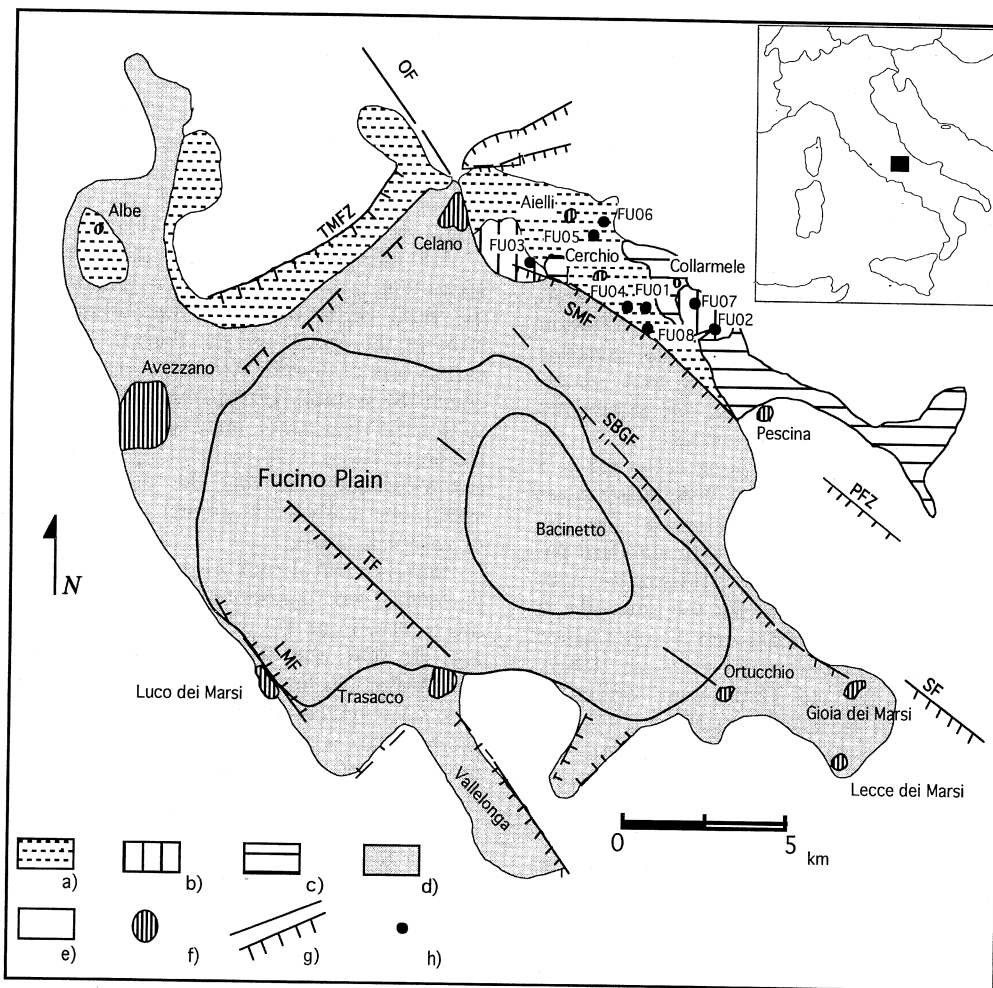 OF
Albe
TMFZ
Aielli
FU06
Celano
FU03
FU05
Cerchio
Collarmele
FU04
FU01
FU07
SMF
FU02
FU08
Avezzano
SBGF
Pescina
Fucino Plain
PFZ
Bacinetto
TF
N
LMF
Ortucchio
Luco dei Marsi
Trasacco
SF
Gioia dei Marsi
Vallelonga
Lecce dei Marsi
0 5 km
a) b) c) d)
e) f) g) h)